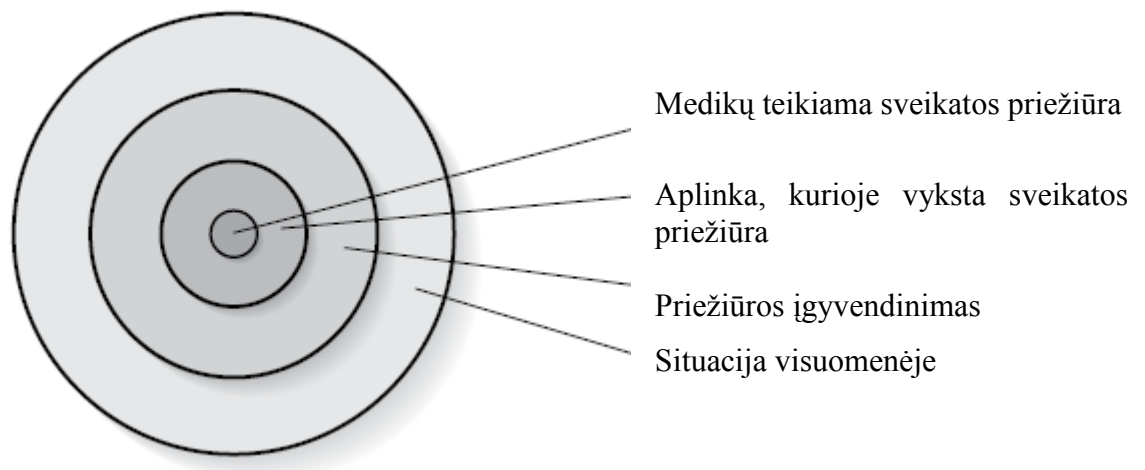 Medikų teikiama sveikatos priežiūra
Aplinka, kurioje vyksta sveikatos
priežiūra
Priežiūros įgyvendinimas
Situacija visuomenėje